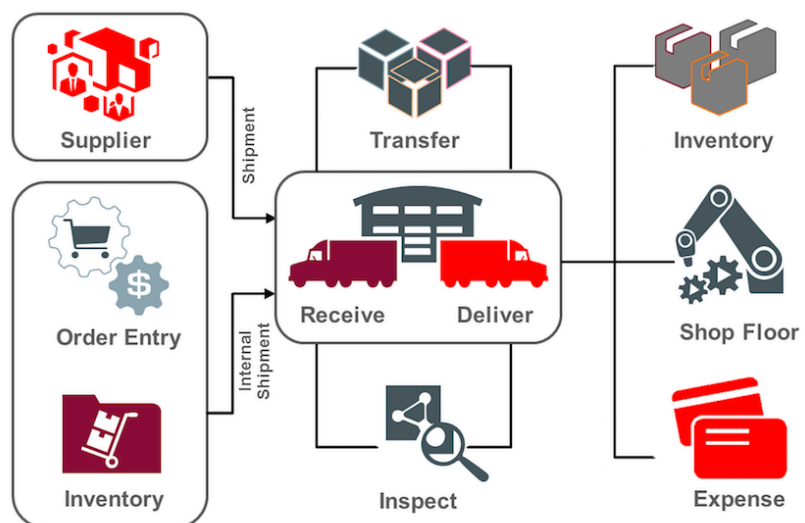 Supplier
Shipment
Transfer
Inventory
$
Order Entry
Internal
Shipment
Inventory
Receive
Deliver
Inspect
Shop Floor
Expense